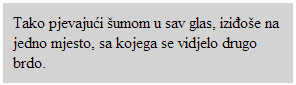 Tako pjevajući šumom u sav glas, iziđoše na
jedno mjesto, sa kojega se vidjelo drugo
brdo.